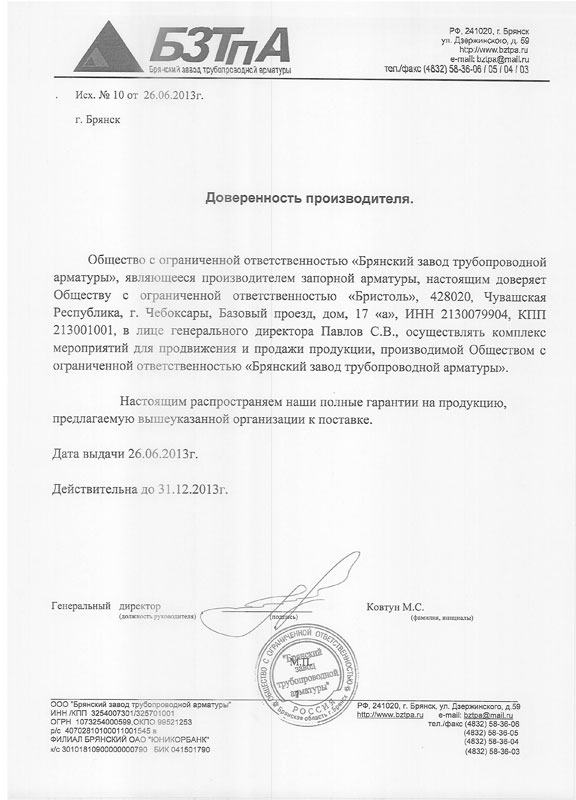 БЗТпА
Брянский завод трубопроводной арматуры
РФ, 241020, г. Брянск
ул. Дзержинского, д. 59
http://www.bztpa.ru
e-mail: bztpa@mail.ru
тел./факс (4832) 58-36-06 / 05 / 04 / 03
Исх. № 10 от 26.06.2013г.
г. Брянск
Доверенность производителя.
Общество с ограниченной ответственностью «Брянский завод трубопроводной
арматуры», являющееся производителем запорной арматуры, настоящим доверяет
Обществу с ограниченной ответственностью «Бристоль», 428020, Чувашская
Республика, г. Чебоксары, Базовый проезд, дом, 17 «а», ИНН 2130079904, КПП
213001001, в лице генерального директора Павлов С.В., осуществлять комплекс
мероприятий для продвижения и продажи продукции, производимой Обществом с
ограниченной ответственностью «Брянский завод трубопроводной арматуры».
Настоящим распространяем наши полные гарантии на продукцию,
предлагаемую вышеуказанной организации к поставке.
Дата выдачи 26.06.2013г.
Действительна до 31.12.2013г.
Генеральный директор
Ковтун М.С.
(должность руководителя)
(подпись)
(фамилия, инициалы)
М.П.
ОБЩЕСТВО С ОГРАНИЧЕННОЙ ОТВЕТСТВЕННОСТЬЮ
"Брянский
завод
трубопроводной
арматуры"
РОССИЯ
Брянская область г. Брянск
ООО "Брянский завод трубопроводной арматуры"
ИНН /КПП 3254007301/325701001
ОГРН 1073254000599,ОКПО 99521253
р/с 40702810100011001545 в
ФИЛИАЛ БРЯНСКИЙ ОАО "ЮНИКОРБАНК"
к/с 30101810900000000790 БИК 041501790
РФ, 241020, г. Брянск, ул. Дзержинского, д.59
http://www.bztpa.ru e-mail: bztpa@mail.ru
тел./факс (4832) 58-36-06
(4832) 58-36-05
(4832) 58-36-04
(4832) 58-36-03